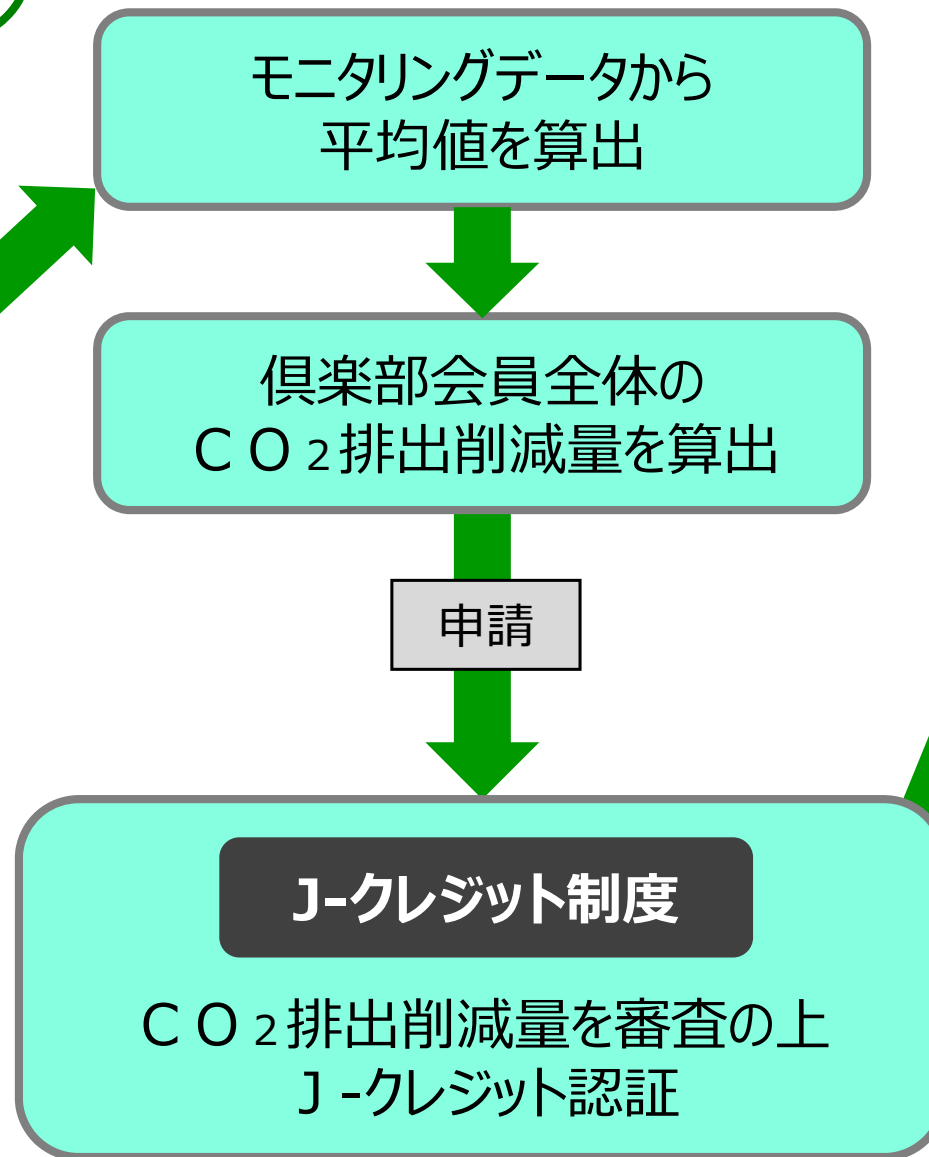 モニタリングデータから
平均値を算出
倶楽部会員全体の
ＣＯ２排出削減量を算出
申請
J-クレジット制度
ＣＯ２排出削減量を審査の上
Ｊ-クレジット認証